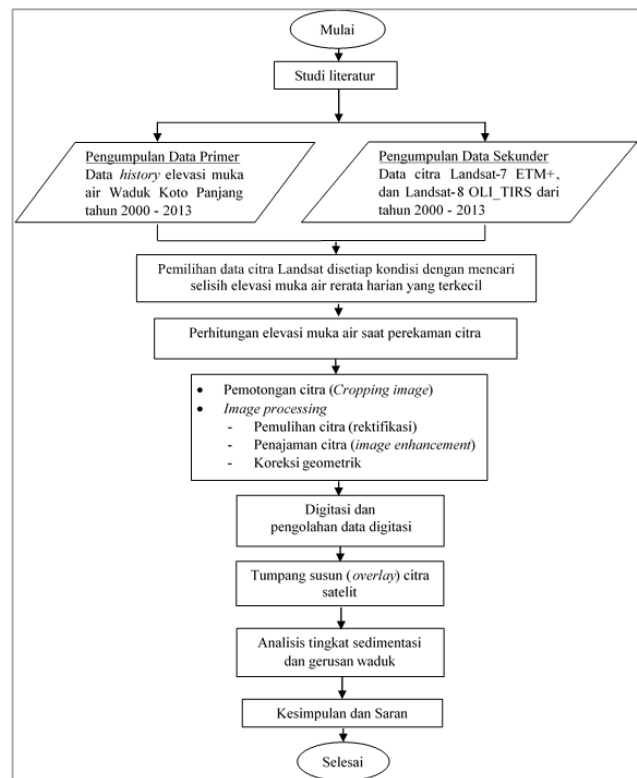 Mulai
Studi literatur
Pengumpulan Data Primer
Data history elevasi muka
air Waduk Koto Panjang
tahun 2000 - 2013
Pengumpulan Data Sekunder
Data citra Landsat-7 ETM+,
dan Landsat-8 OLI_TIRS dari
tahun 2000 - 2013
Pemilihan data citra Landsat disetiap kondisi dengan mencari
selisih elevasi muka air rerata harian yang terkecil
Perhitungan elevasi muka air saat perekaman citra
• Pemotongan citra (Cropping image)
• Image processing
- Pemulihan citra (rektifikasi)
- Penajaman citra (image enhancement)
- Koreksi geometrik
Digitasi dan
pengolahan data digitasi
Tumpang susun (overlay) citra
satelit
Analisis tingkat sedimentasi
dan gerusan waduk
Kesimpulan dan Saran
Selesai